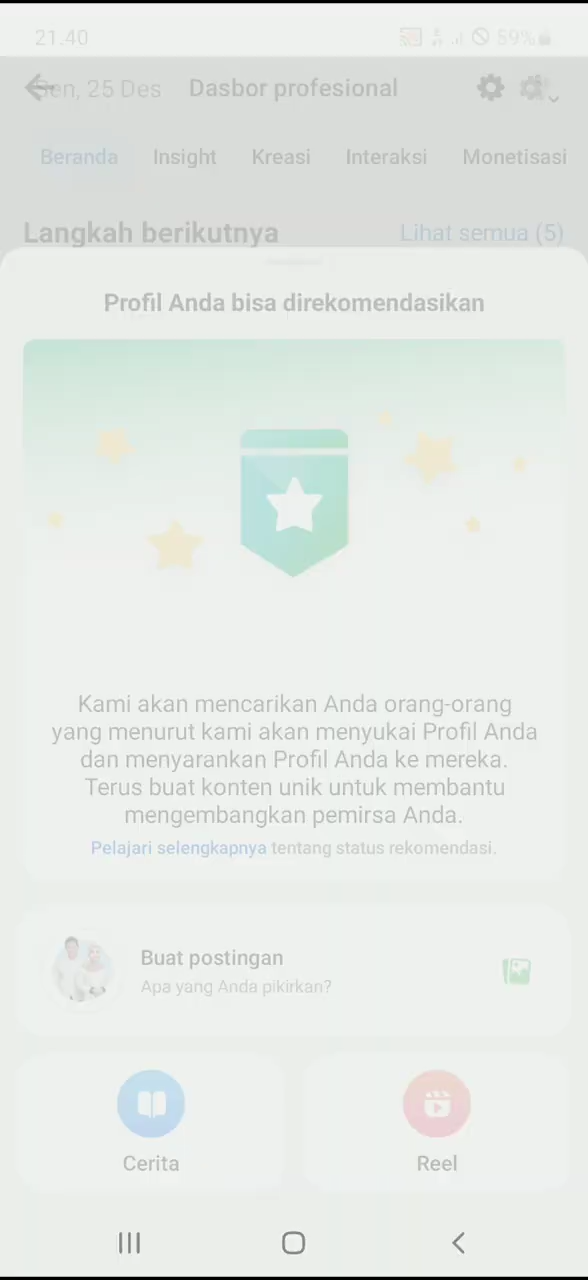 21.40
59%
Sen, 25 Des
Dasbor profesional
Beranda Insight Kreasi Interaksi Monetisasi
Langkah berikutnya
Lihat semua (5)
Profil Anda bisa direkomendasikan
Kami akan mencarikan Anda orang-orang
yang menurut kami akan menyukai Profil Anda
dan menyarankan Profil Anda ke mereka.
Terus buat konten unik untuk membantu
mengembangkan pemirsa Anda.
Pelajari selengkapnya tentang status rekomendasi.
Buat postingan
Apa yang Anda pikirkan?
Cerita
Reel